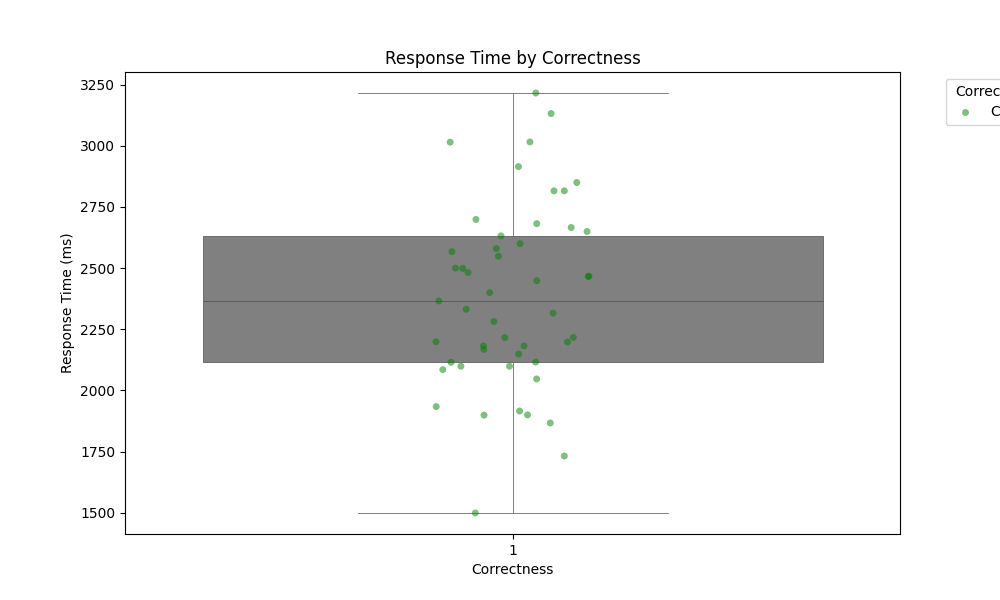 Response Time by Correctness
3250
3000
2750
2500
2250
2000
1750
1500
Response Time (ms)
1
Correctness
Correc
C